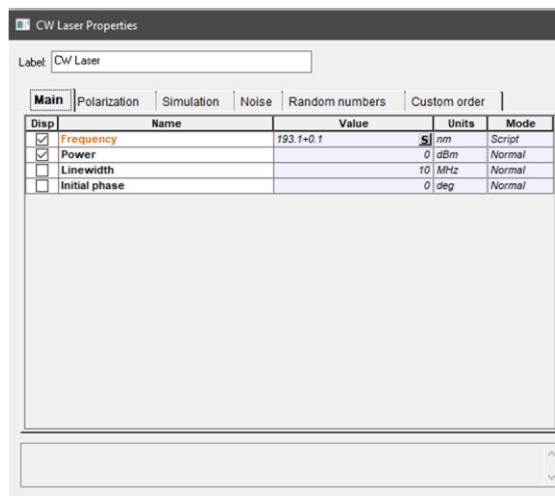 CW Laser Properties
Label: CW Laser
Main Polarization Simulation Noise Random numbers Custom order
Disp Name Value Units Mode
Frequency 193.1+0.1 S nm Script
Power 0 dBm Normal
Linewidth 10 MHz Normal
Initial phase 0 deg Normal